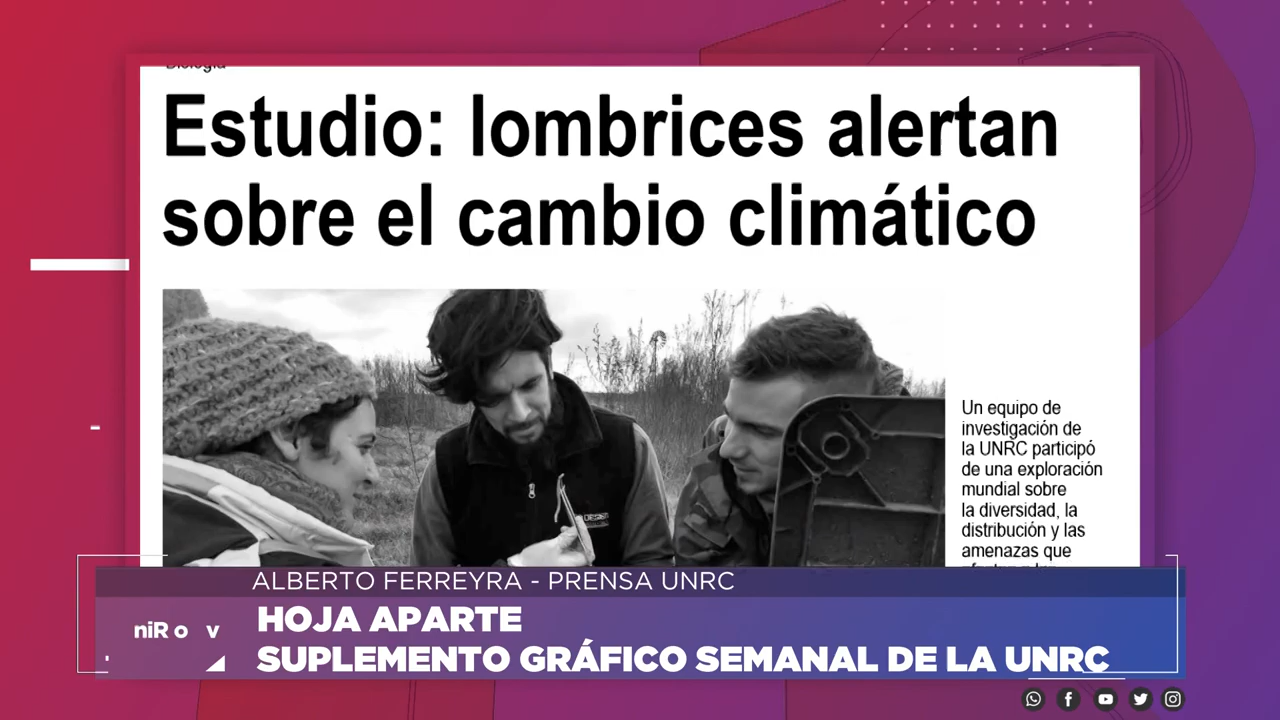 Biología
Estudio: lombrices alertan
sobre el cambio climático
Un equipo de
investigación de
la UNRC participó
de una exploración
mundial sobre
la diversidad, la
distribución y las
amenazas que
ALBERTO FERREYRA - PRENSA UNRC
HOJA APARTE
SUPLEMENTO GRÁFICO SEMANAL DE LA UNRC
niR o v